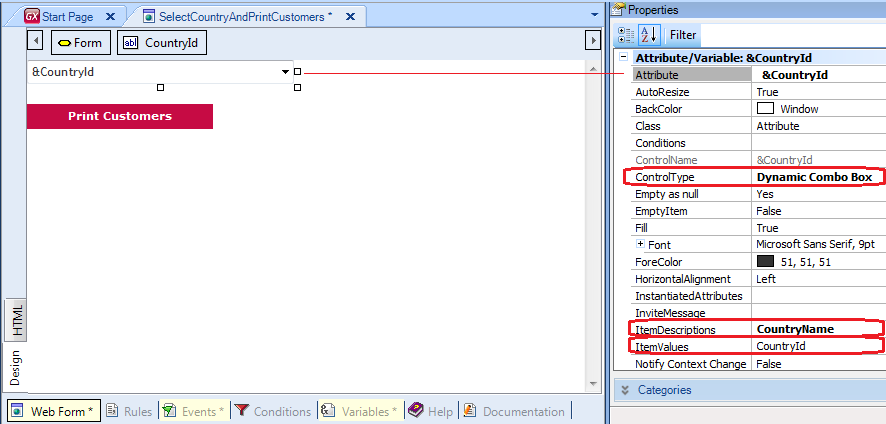 GX Start Page
SelectCountryAndPrintCustomers *
Form
abl CountryId
&CountryId
Print Customers
HTML
Design
Web Form *
Rules
Events *
Conditions
Variables *
Help
Documentation
Properties
Filter
Attribute/Variable: &CountryId
Attribute &CountryId
AutoResize True
BackColor Window
Class Attribute
Conditions
ControlName &CountryId
ControlType Dynamic Combo Box
Empty as null Yes
EmptyItem False
Fill True
Font Microsoft Sans Serif, 9pt
ForeColor 51, 51, 51
HorizontalAlignment Left
InstantiatedAttributes
InviteMessage
ItemDescriptions CountryName
ItemValues CountryId
Notify Context Change False
Categories